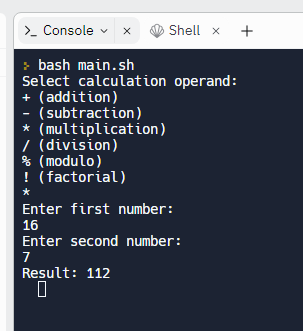 >_ Console
Shell
bash main.sh
Select calculation operand:
+ (addition)
- (subtraction)
* (multiplication)
/ (division)
% (modulo)
! (factorial)
*
Enter first number:
16
Enter second number:
7
Result: 112